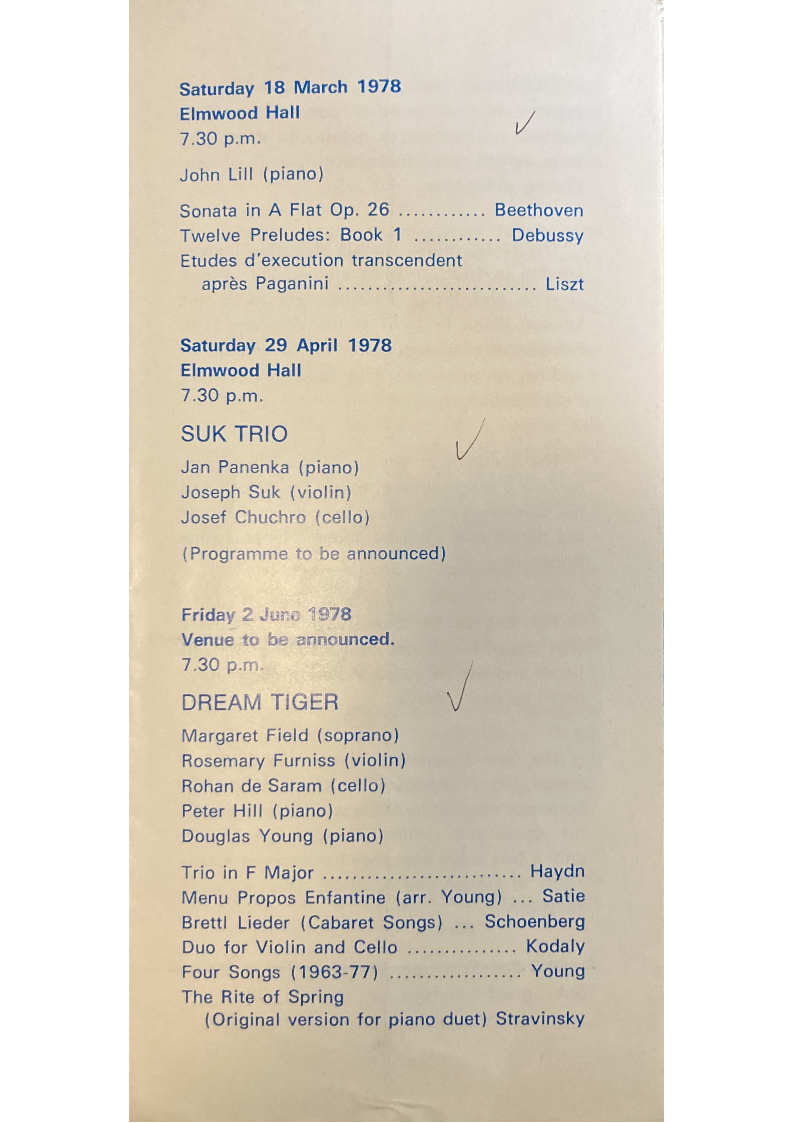 Saturday 18 March 1978
Elmwood Hall
7.30 p.m.
John Lill (piano)
Sonata in A Flat Op. 26 ............ Beethoven
Twelve Preludes: Book 1 ............ Debussy
Etudes d'execution transcendent
après Paganini ........................... Liszt
Saturday 29 April 1978
Elmwood Hall
7.30 p.m.
SUK TRIO
Jan Panenka (piano)
Joseph Suk (violin)
Josef Chuchro (cello)
(Programme to be announced)
Friday 2 June 1978
Venue to be announced.
7.30 p.m.
DREAM TIGER
Margaret Field (soprano)
Rosemary Furniss (violin)
Rohan de Saram (cello)
Peter Hill (piano)
Douglas Young (piano)
Trio in F Major ........................... Haydn
Menu Propos Enfantine (arr. Young) ... Satie
Brettl Lieder (Cabaret Songs) ... Schoenberg
Duo for Violin and Cello ............... Kodaly
Four Songs (1963-77) .................. Young
The Rite of Spring
(Original version for piano duet) Stravinsky